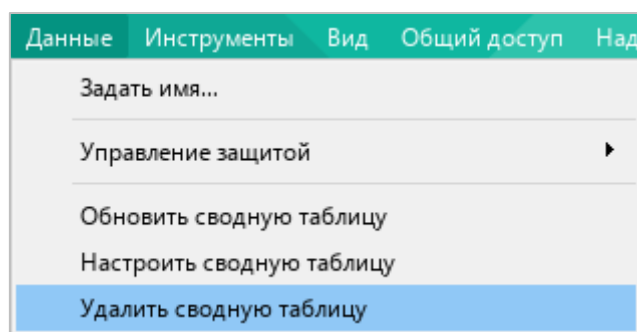 Данные Инструменты Вид Общий доступ
Задать имя...
Управление защитой
Обновить сводную таблицу
Настроить сводную таблицу
Удалить сводную таблицу